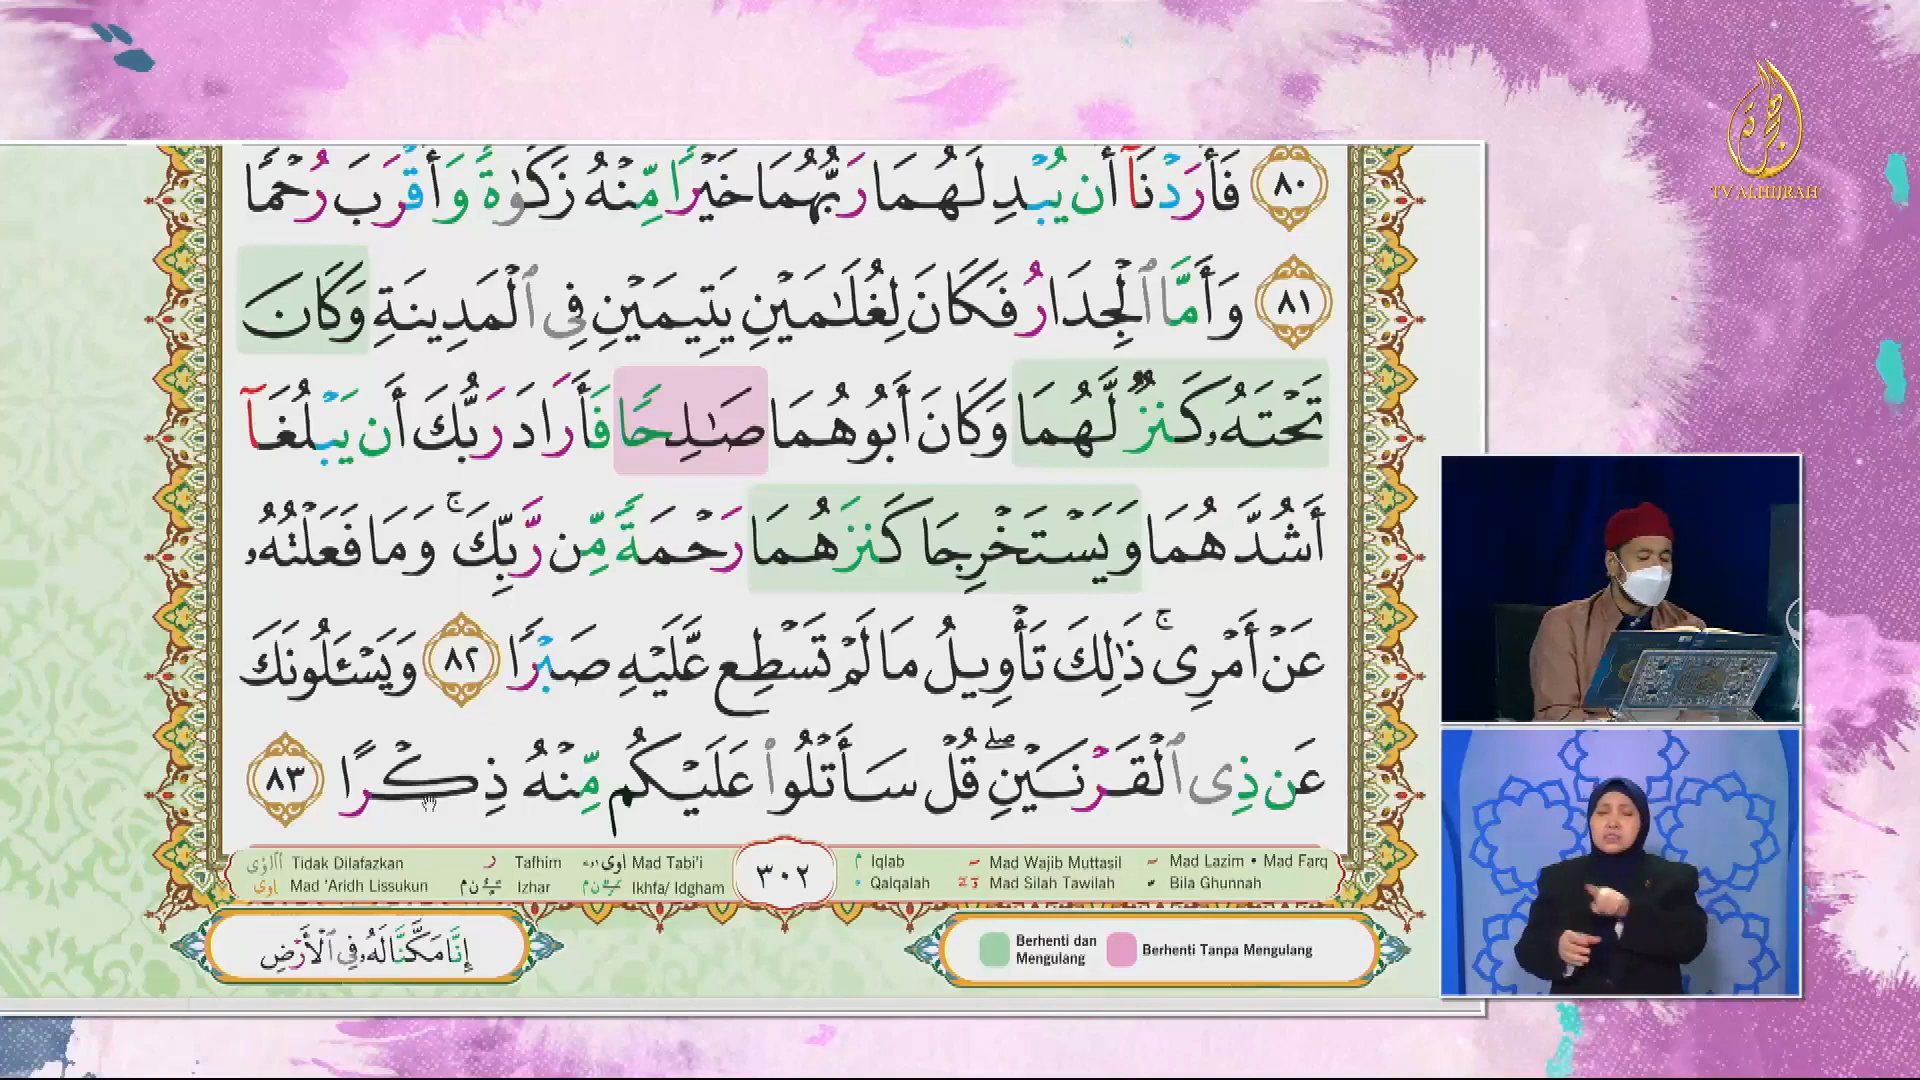 TV ALHIJRAH
٨٠ فَأَرَدْنَآ أَن يُبْدِلَهُمَا رَبُّهُمَا خَيْرًا مِّنْهُ زَكَوٰةً وَأَقْرَبَ رُحْمًا
٨١ وَأَمَّا ٱلْجِدَارُ فَكَانَ لِغُلَٰمَيْنِ يَتِيمَيْنِ فِى ٱلْمَدِينَةِ وَكَانَ
تَحْتَهُۥ كَنزٌ لَّهُمَا وَكَانَ أَبُوهُمَا صَٰلِحًا فَأَرَادَ رَبُّكَ أَن يَبْلُغَآ
أَشُدَّهُمَا وَيَسْتَخْرِجَا كَنزَهُمَا رَحْمَةً مِّن رَّبِّكَ ۚ وَمَا فَعَلْتُهُۥ
عَنْ أَمْرِى ۚ ذَٰلِكَ تَأْوِيلُ مَا لَمْ تَسْطِع عَّلَيْهِ صَبْرًا ٨٢ وَيَسْـَٔلُونَكَ
عَن ذِى ٱلْقَرْنَيْنِ ۖ قُلْ سَأَتْلُوا۟ عَلَيْكُم مِّنْهُ ذِكْرًا ٨٣
Tidak Dilafazkan Tafhim Mad Tabi'i ٣٠٢ Iqlab Mad Wajib Muttasil Mad Lazim • Mad Farq
Mad 'Aridh Lissukun Izhar Ikhfa/ Idgham Qalqalah Mad Silah Tawilah Bila Ghunnah
إِنَّا مَكَّنَّا لَهُۥ فِى ٱلْأَرْضِ
Berhenti dan Mengulang
Berhenti Tanpa Mengulang